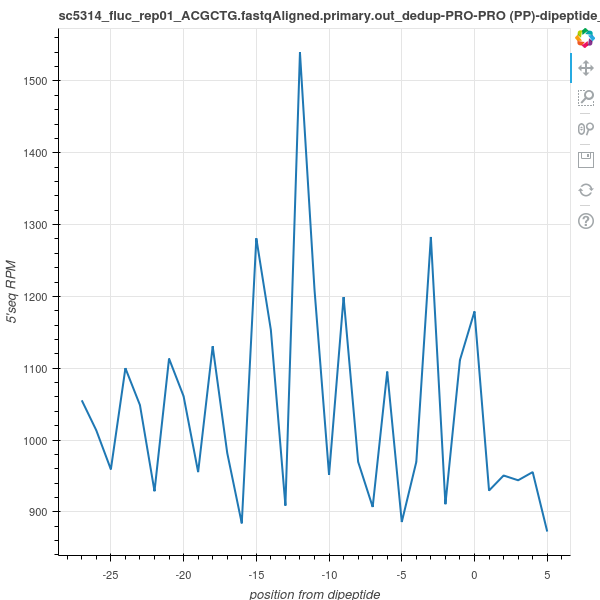 sc5314_fluc_rep01_ACGCTG.fastqAligned.primary.out_dedup-PRO-PRO (PP)-dipeptide_
1500
1400
1300
1200
1100
1000
900
5'seq RPM
-25 -20 -15 -10 -5 0 5
position from dipeptide